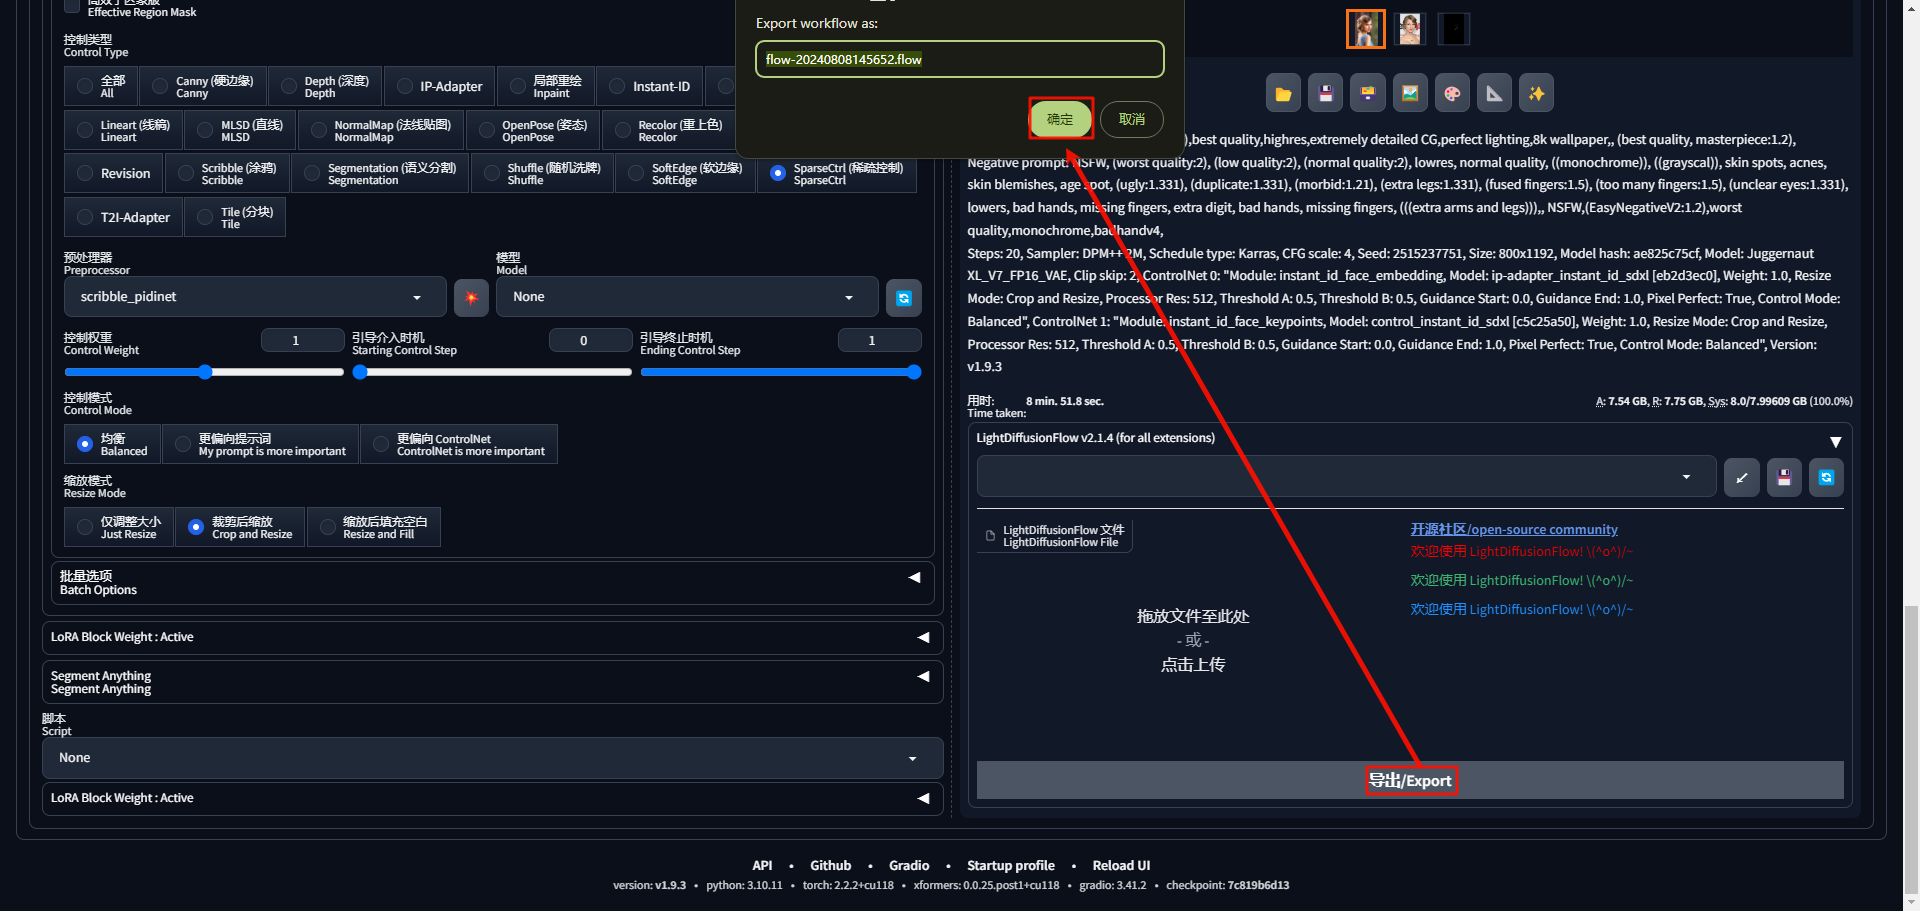 Effective Region Mask
控制类型
Control Type
全部
All
Canny (硬边缘)
Canny
Depth (深度)
Depth
IP-Adapter
局部重绘
Inpaint
Instant-ID
Lineart (线稿)
Lineart
MLSD (直线)
MLSD
NormalMap (法线贴图)
NormalMap
OpenPose (姿态)
OpenPose
Recolor (重上色)
Recolor
Revision
Scribble (涂鸦)
Scribble
Segmentation (语义分割)
Segmentation
Shuffle (随机洗牌)
Shuffle
SoftEdge (软边缘)
SoftEdge
SparseCtrl (稀疏控制)
SparseCtrl
T2I-Adapter
Tile (分块)
Tile
预处理器
Preprocessor
scribble_pidinet
模型
Model
None
控制权重
Control Weight
1
引导介入时机
Starting Control Step
0
引导终止时机
Ending Control Step
1
控制模式
Control Mode
均衡
Balanced
更偏向提示词
My prompt is more important
更偏向 ControlNet
ControlNet is more important
缩放模式
Resize Mode
仅调整大小
Just Resize
裁剪后缩放
Crop and Resize
缩放后填充空白
Resize and Fill
批量选项
Batch Options
LoRA Block Weight : Active
Segment Anything
Segment Anything
脚本
Script
None
LoRA Block Weight : Active
Export workflow as:
flow-20240808145652.flow
确定
取消
),best quality,highres,extremely detailed CG,perfect lighting,8k wallpaper,, (best quality, masterpiece:1.2),
Negative prompt: NSFW, (worst quality:2), (low quality:2), (normal quality:2), lowres, normal quality, ((monochrome)), ((grayscal)), skin spots, acnes,
skin blemishes, age spot, (ugly:1.331), (duplicate:1.331), (morbid:1.21), (extra legs:1.331), (fused fingers:1.5), (too many fingers:1.5), (unclear eyes:1.331),
lowers, bad hands, missing fingers, extra digit, bad hands, missing fingers, (((extra arms and legs))),, NSFW,(EasyNegativeV2:1.2),worst
quality,monochrome,badhandv4,
Steps: 20, Sampler: DPM++ 2M, Schedule type: Karras, CFG scale: 4, Seed: 2515237751, Size: 800x1192, Model hash: ae825c75cf, Model: Juggernaut
XL_V7_FP16_VAE, Clip skip: 2, ControlNet 0: "Module: instant_id_face_embedding, Model: ip-adapter_instant_id_sdxl [eb2d3ec0], Weight: 1.0, Resize
Mode: Crop and Resize, Processor Res: 512, Threshold A: 0.5, Threshold B: 0.5, Guidance Start: 0.0, Guidance End: 1.0, Pixel Perfect: True, Control Mode:
Balanced", ControlNet 1: "Module: instant_id_face_keypoints, Model: control_instant_id_sdxl [c5c25a50], Weight: 1.0, Resize Mode: Crop and Resize,
Processor Res: 512, Threshold A: 0.5, Threshold B: 0.5, Guidance Start: 0.0, Guidance End: 1.0, Pixel Perfect: True, Control Mode: Balanced", Version:
v1.9.3
用时:
Time taken:
8 min. 51.8 sec.
A: 7.54 GB, R: 7.75 GB, Sys: 8.0/7.99609 GB (100.0%)
LightDiffusionFlow v2.1.4 (for all extensions)
LightDiffusionFlow 文件
LightDiffusionFlow File
拖放文件至此处
- 或 -
点击上传
开源社区/open-source community
欢迎使用 LightDiffusionFlow! \(^o^)/~
欢迎使用 LightDiffusionFlow! \(^o^)/~
欢迎使用 LightDiffusionFlow! \(^o^)/~
导出/Export
API • Github • Gradio • Startup profile • Reload UI
version: v1.9.3 • python: 3.10.11 • torch: 2.2.2+cu118 • xformers: 0.0.25.post1+cu118 • gradio: 3.41.2 • checkpoint: 7c819b6d13